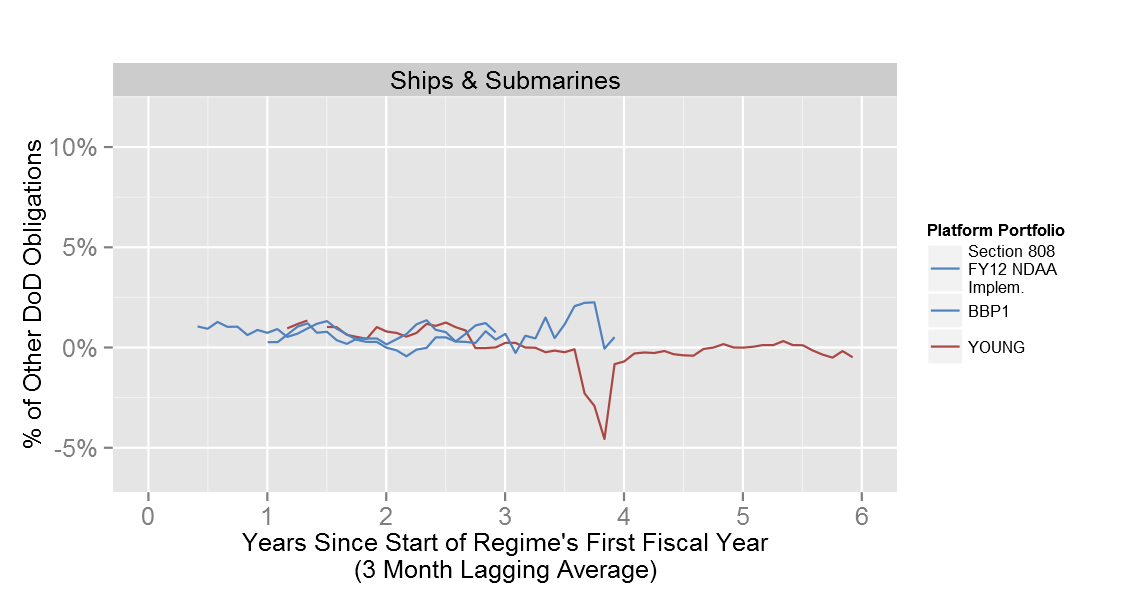 Ships & Submarines
% of Other DoD Obligations
10%
5%
0%
-5%
0 1 2 3 4 5 6
Years Since Start of Regime's First Fiscal Year
(3 Month Lagging Average)
Platform Portfolio
Section 808
FY12 NDAA
Implem.
BBP1
YOUNG